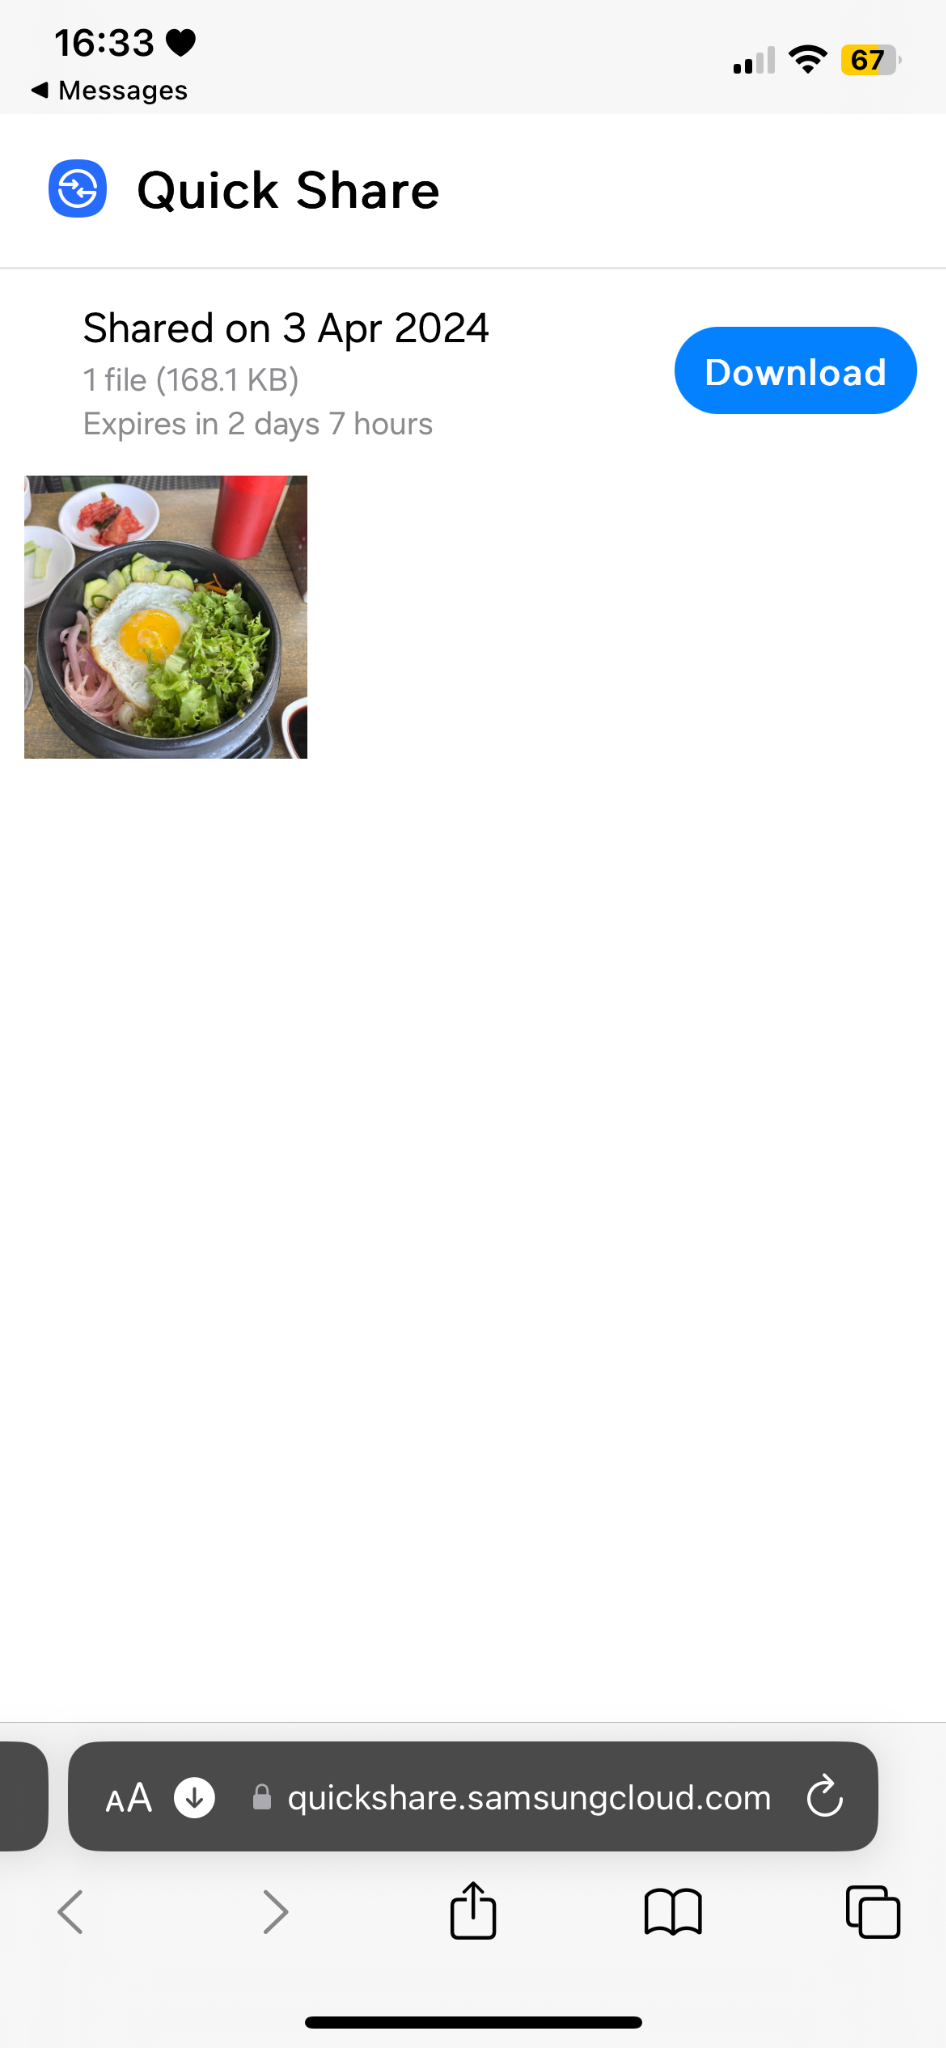 16:33
Messages
67
Quick Share
Shared on 3 Apr 2024
1 file (168.1 KB)
Expires in 2 days 7 hours
Download
AA
quickshare.samsungcloud.com